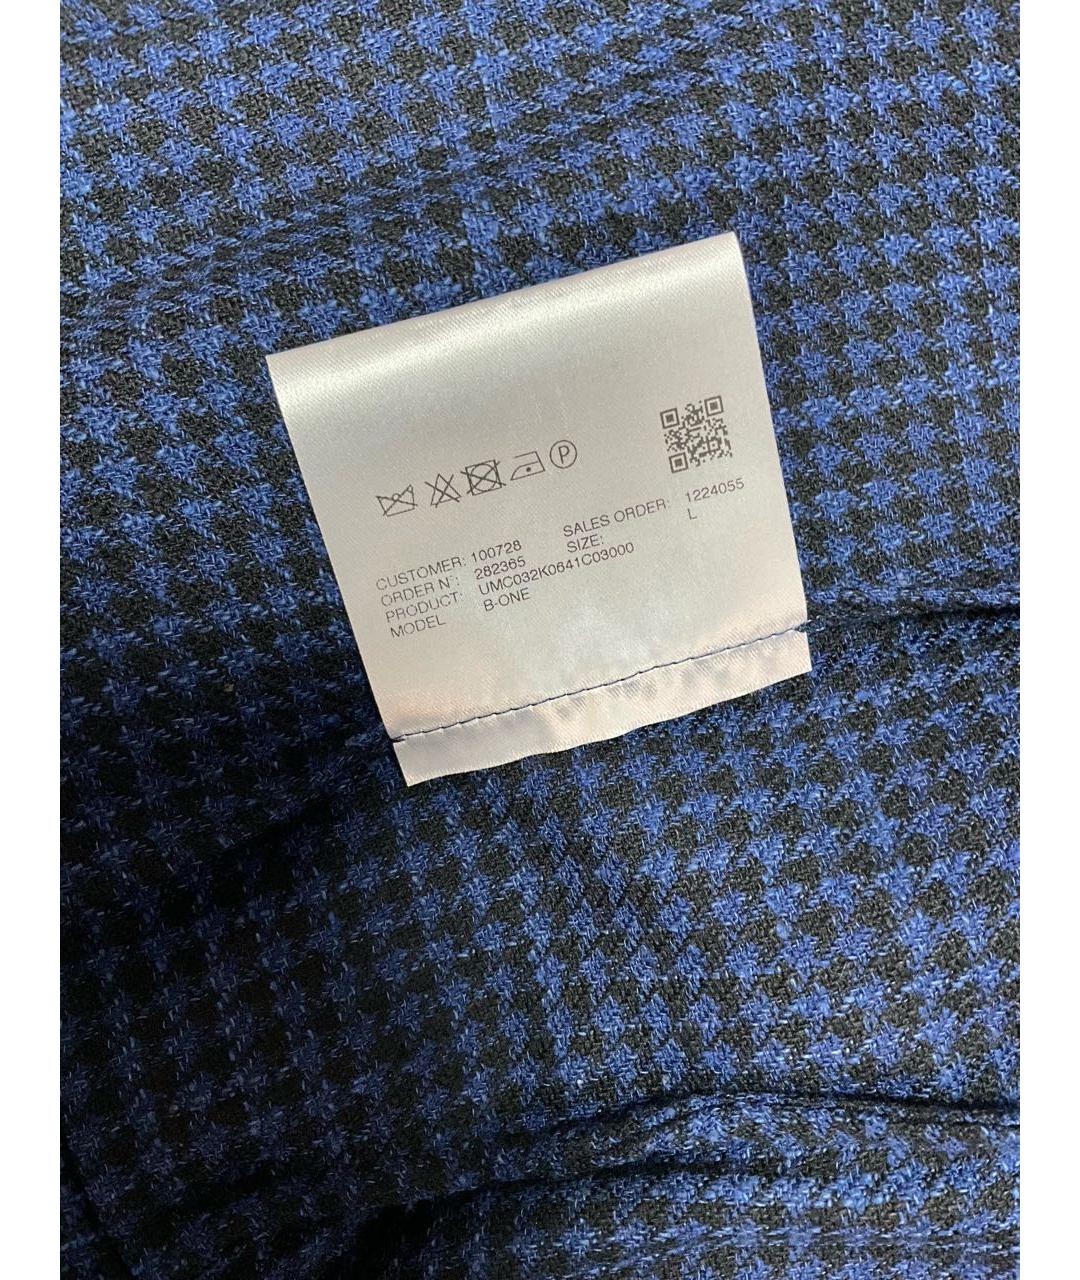 P
CUSTOMER: 100728 SALES ORDER: 1224055
ORDER N°: 282365 SIZE: L
PRODUCT: UMC032K0641C03000
MODEL B-ONE